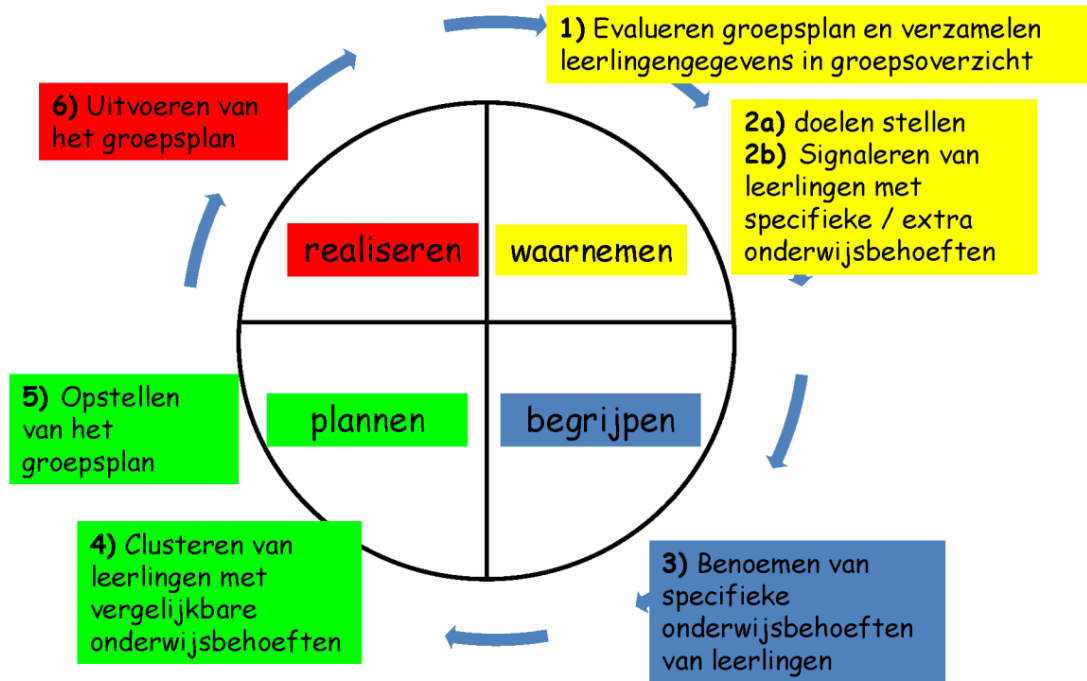 1) Evalueren groepsplan en verzamelen
leerlingengegevens in groepsoverzicht
2a) doelen stellen
2b) Signaleren van
leerlingen met
specifieke / extra
onderwijsbehoeften
3) Benoemen van
specifieke
onderwijsbehoeften
van leerlingen
4) Clusteren van
leerlingen met
vergelijkbare
onderwijsbehoeften
5) Opstellen
van het
groepsplan
6) Uitvoeren van
het groepsplan
realiseren
waarnemen
plannen
begrijpen